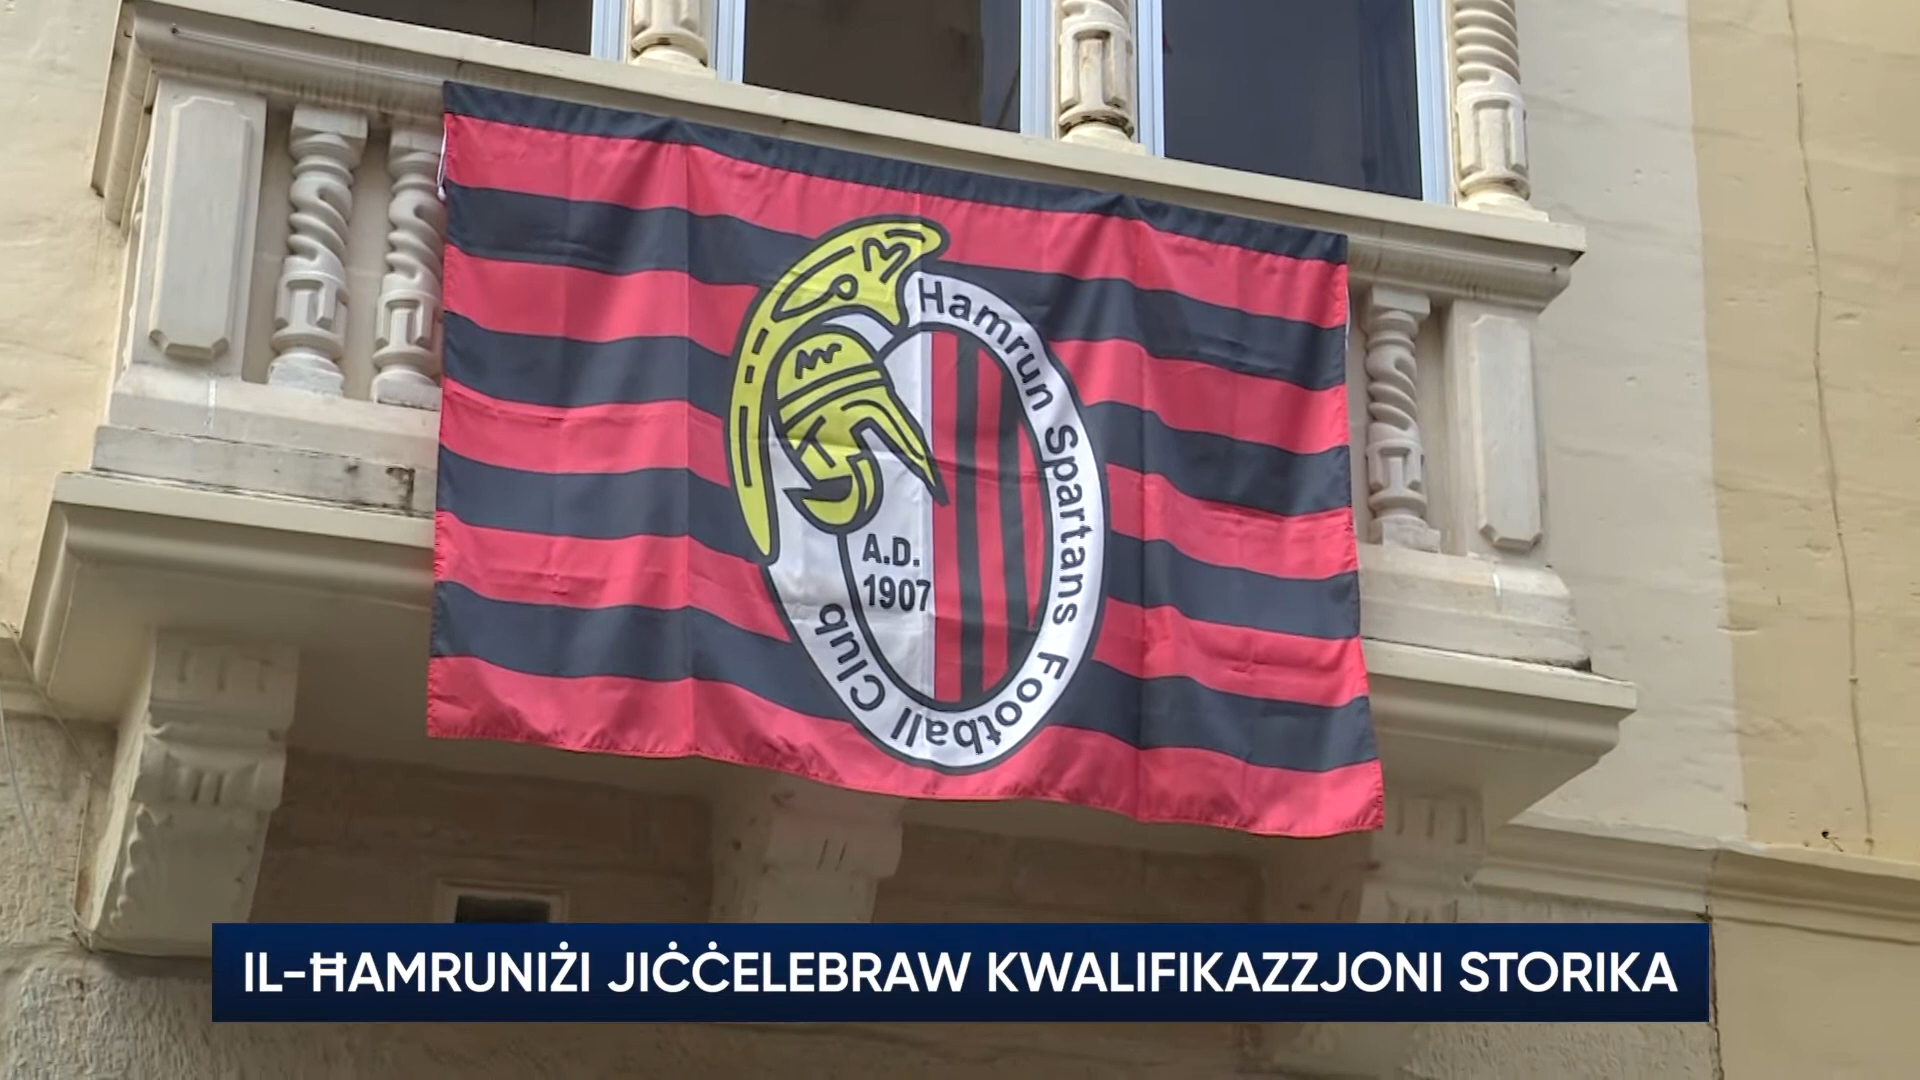 Hamrun Spartans Football Club
A.D.
1907
IL-ĦAMRUNIŻI JIĊĊELEBRAW KWALIFIKAZZJONI STORIKA